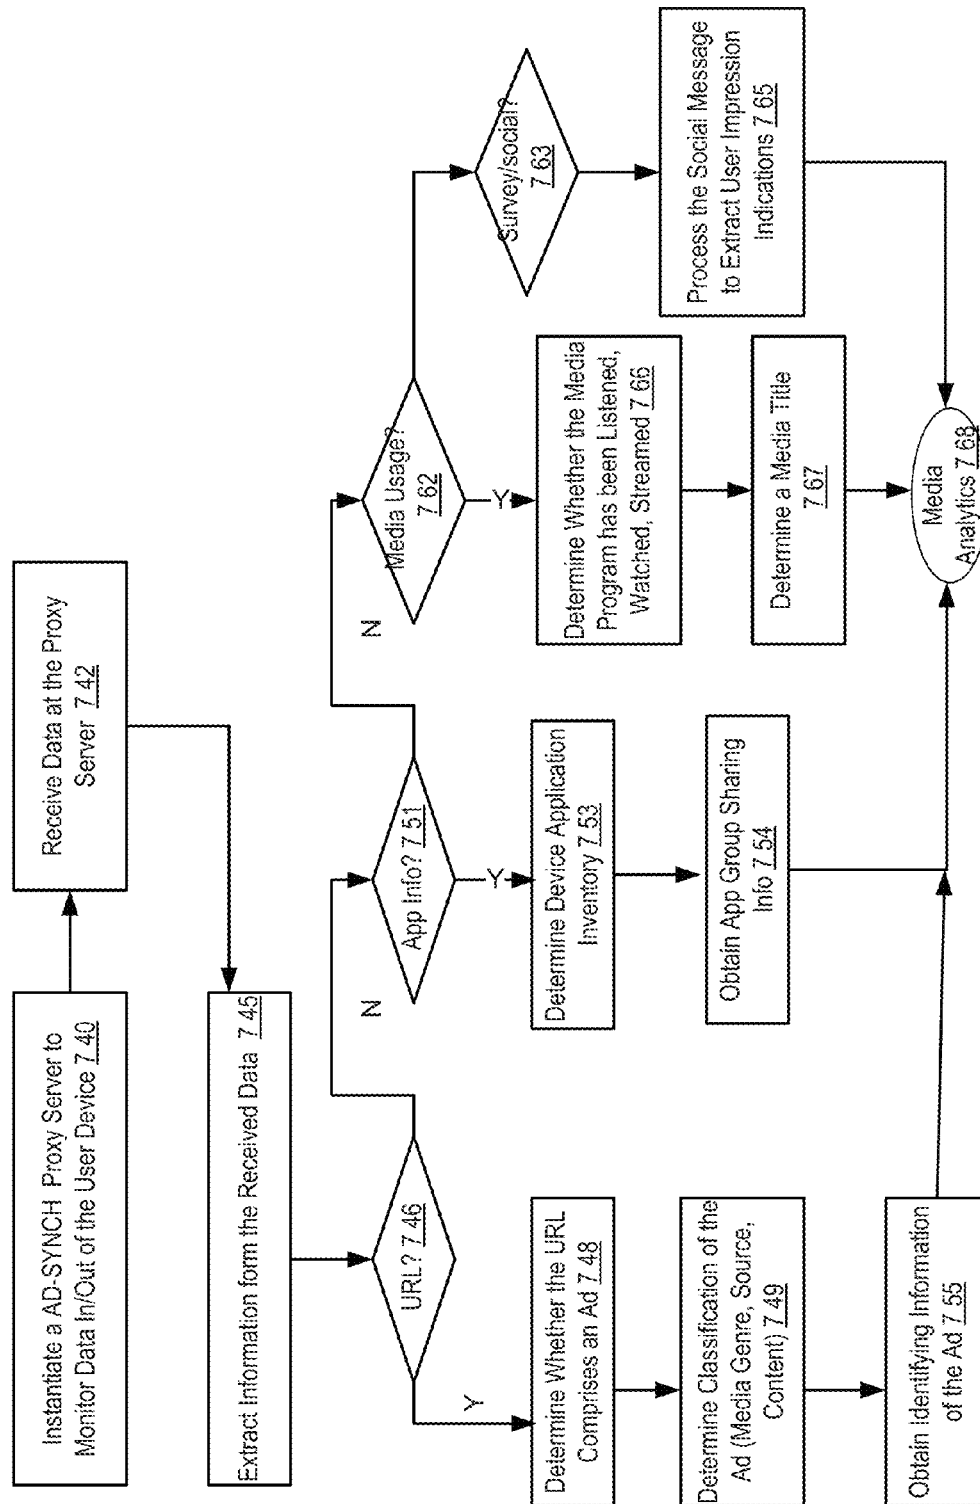 Instantiate a AD-SYNCH Proxy Server to
Monitor Data In/Out of the User Device 7.40
Receive Data at the Proxy
Server 7.42
Extract Information form the Received Data 7.45
URL? 7.46
N
Y
App Info? 7.51
N
Y
Media Usage?
7.62
Y
Survey/social?
7.63
Determine Whether the URL
Comprises an Ad 7.48
Determine Classification of the
Ad (Media Genre, Source,
Content) 7.49
Obtain Identifying Information
of the Ad 7.55
Determine Device Application
Inventory 7.53
Obtain App Group Sharing
Info 7.54
Determine Whether the Media
Program has been Listened,
Watched, Streamed 7.66
Determine a Media Title
7.67
Process the Social Message
to Extract User Impression
Indications 7.65
Media
Analytics 7.68